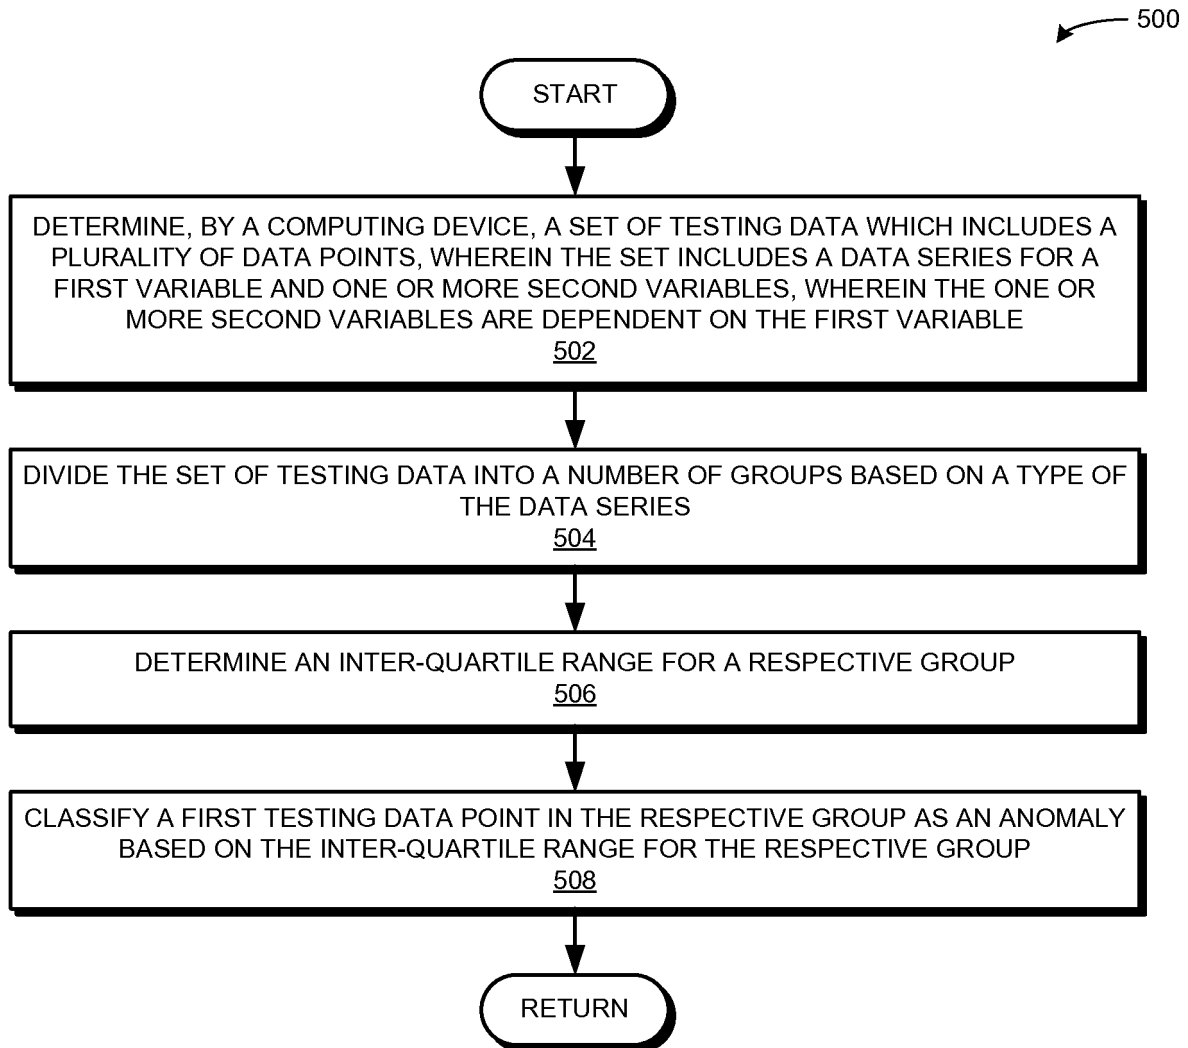 500
START
DETERMINE, BY A COMPUTING DEVICE, A SET OF TESTING DATA WHICH INCLUDES A
PLURALITY OF DATA POINTS, WHEREIN THE SET INCLUDES A DATA SERIES FOR A
FIRST VARIABLE AND ONE OR MORE SECOND VARIABLES, WHEREIN THE ONE OR
MORE SECOND VARIABLES ARE DEPENDENT ON THE FIRST VARIABLE
502
DIVIDE THE SET OF TESTING DATA INTO A NUMBER OF GROUPS BASED ON A TYPE OF
THE DATA SERIES
504
DETERMINE AN INTER-QUARTILE RANGE FOR A RESPECTIVE GROUP
506
CLASSIFY A FIRST TESTING DATA POINT IN THE RESPECTIVE GROUP AS AN ANOMALY
BASED ON THE INTER-QUARTILE RANGE FOR THE RESPECTIVE GROUP
508
RETURN